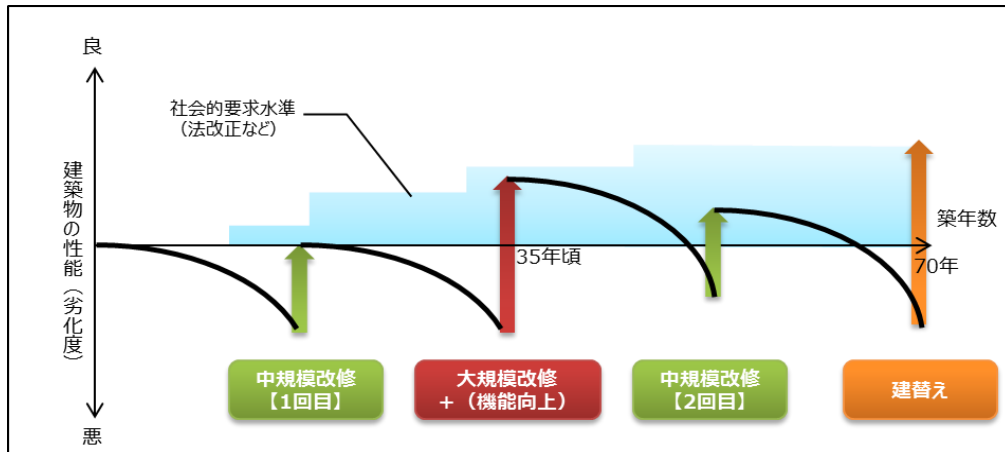 良
社会的要求水準
（法改正など）
建築物の性能（劣化度）
築年数
35年頃
70年
中規模改修
【1回目】
大規模改修
＋（機能向上）
中規模改修
【2回目】
建替え
悪